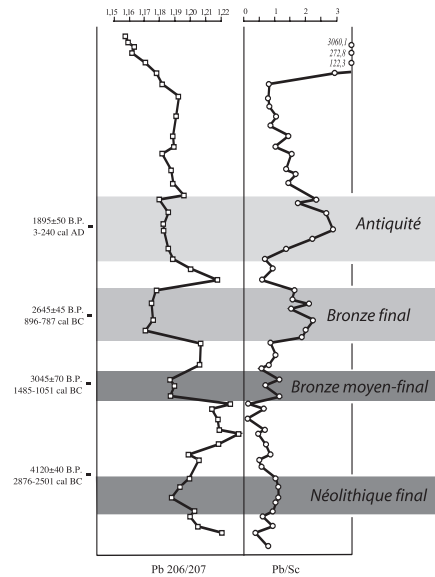 1,15 1,16 1,17 1,18 1,19 1,20 1,21 1,22
0 1 2 3
3060,1
272,8
122,3
1895±50 B.P.
3-240 cal AD
Antiquité
2645±45 B.P.
896-787 cal BC
Bronze final
3045±70 B.P.
1485-1051 cal BC
Bronze moyen-final
4120±40 B.P.
2876-2501 cal BC
Néolithique final
Pb 206/207
Pb/Sc